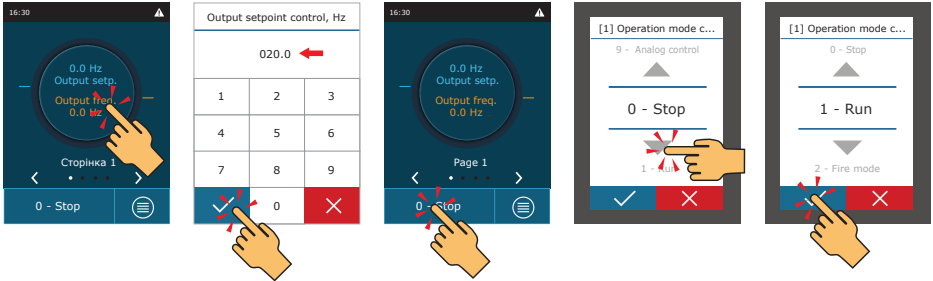 16:30
0.0 Hz
Output setp.
Output freq.
0.0 Hz
Сторінка 1
0 - Stop
Output setpoint control, Hz
020.0
1 2 3
4 5 6
7 8 9
0
16:30
0.0 Hz
Output setp.
Output freq.
0.0 Hz
Page 1
0 - Stop
[1] Operation mode c...
9 - Analog control
0 - Stop
1 - Run
[1] Operation mode c...
0 - Stop
1 - Run
2 - Fire mode